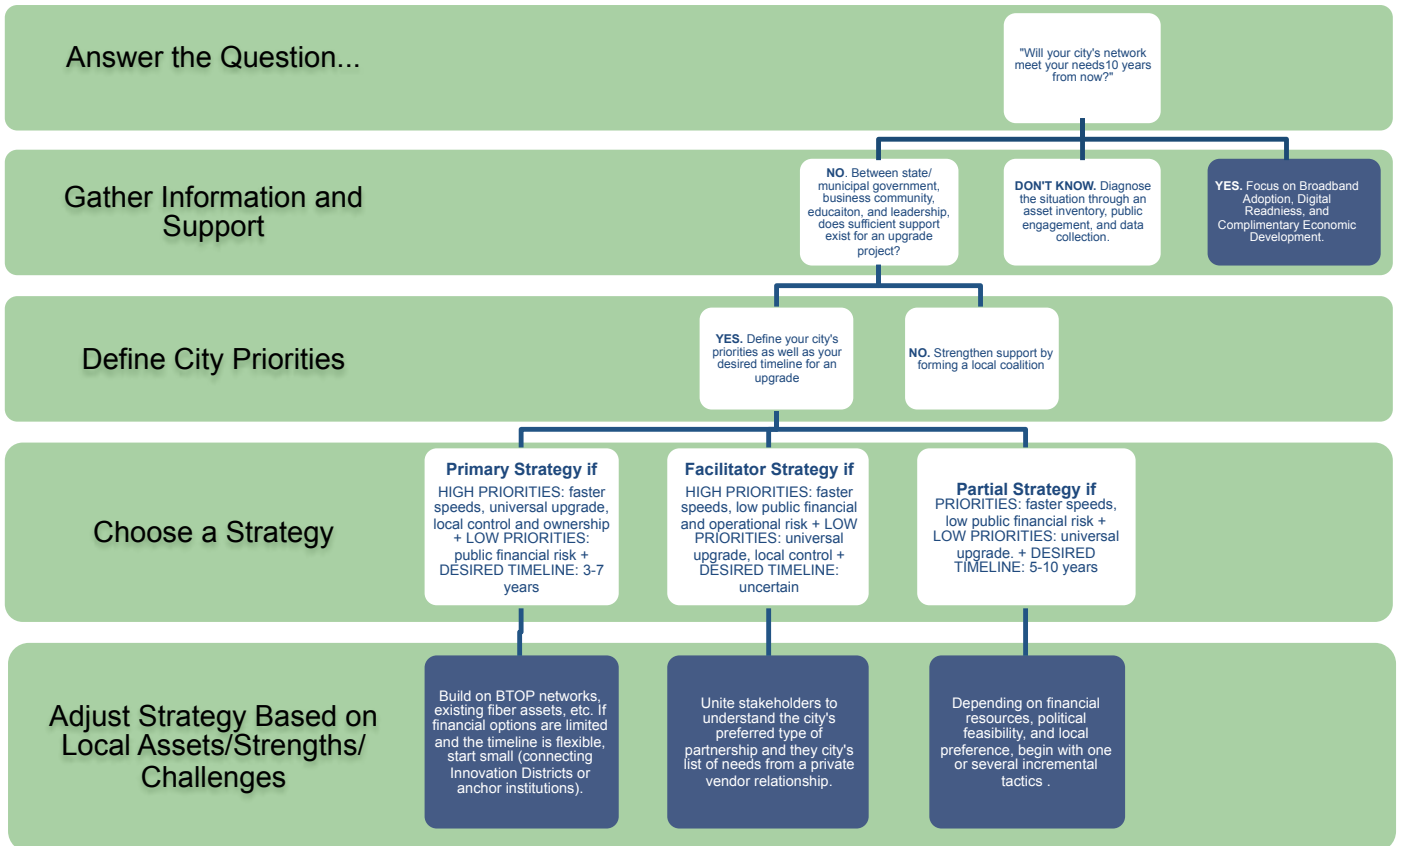 Answer the Question...
"Will your city's network
meet your needs10 years
from now?"
Gather Information and
Support
NO. Between state/
municipal government,
business community,
educaiton, and leadership,
does sufficient support
exist for an upgrade
project?
DON'T KNOW. Diagnose
the situation through an
asset inventory, public
engagement, and data
collection.
YES. Focus on Broadband
Adoption, Digital
Readniess, and
Complimentary Economic
Development.
Define City Priorities
YES. Define your city's
priorities as well as your
desired timeline for an
upgrade
NO. Strengthen support by
forming a local coalition
Choose a Strategy
Primary Strategy if
HIGH PRIORITIES: faster
speeds, universal upgrade,
local control and ownership
+ LOW PRIORITIES:
public financial risk +
DESIRED TIMELINE: 3-7
years
Facilitator Strategy if
HIGH PRIORITIES: faster
speeds, low public financial
and operational risk + LOW
PRIORITIES: universal
upgrade, local control +
DESIRED TIMELINE:
uncertain
Partial Strategy if
PRIORITIES: faster speeds,
low public financial risk +
LOW PRIORITIES: universal
upgrade. + DESIRED
TIMELINE: 5-10 years
Adjust Strategy Based on
Local Assets/Strengths/
Challenges
Build on BTOP networks,
existing fiber assets, etc. If
financial options are limited
and the timeline is flexible,
start small (connecting
Innovation Districts or
anchor institutions).
Unite stakeholders to
understand the city's
preferred type of
partnership and they city's
list of needs from a private
vendor relationship.
Depending on financial
resources, political
feasibility, and local
preference, begin with one
or several incremental
tactics .